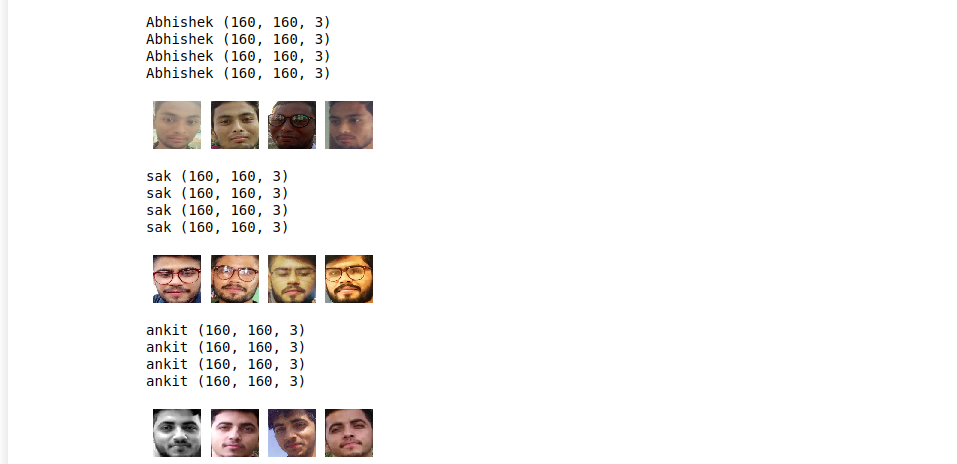 Abhishek (160, 160, 3)
Abhishek (160, 160, 3)
Abhishek (160, 160, 3)
Abhishek (160, 160, 3)
sak (160, 160, 3)
sak (160, 160, 3)
sak (160, 160, 3)
sak (160, 160, 3)
ankit (160, 160, 3)
ankit (160, 160, 3)
ankit (160, 160, 3)
ankit (160, 160, 3)